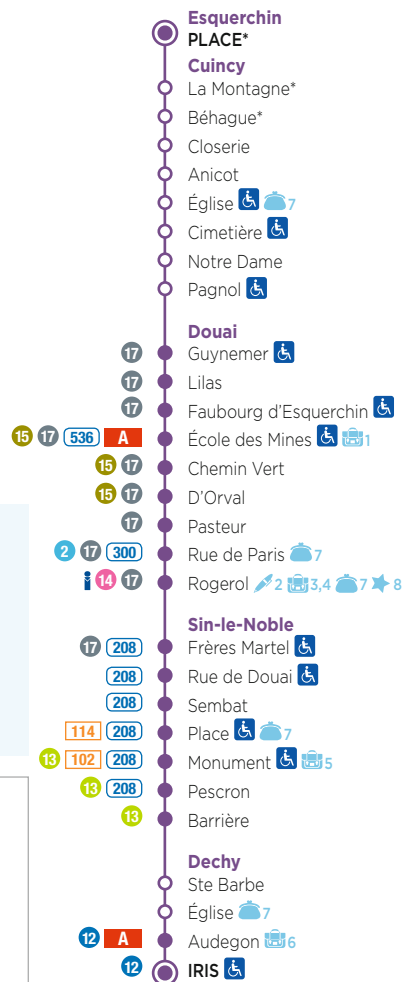 Esquerchin
PLACE*
Cuincy
La Montagne*
Béhague*
Closerie
Anicot
Église 7
Cimetière
Notre Dame
Pagnol
Douai
17 Guynemer
17 Lilas
17 Faubourg d'Esquerchin
15 17 536 A École des Mines 1
15 17 Chemin Vert
15 17 D'Orval
17 Pasteur
2 17 300 Rue de Paris 7
14 17 Rogerol 2 3,4 7 8
Sin-le-Noble
17 208 Frères Martel
208 Rue de Douai
208 Sembat
114 208 Place 7
13 102 208 Monument 5
13 208 Pescron
13 Barrière
Dechy
Ste Barbe
Église 7
12 A Audegon 6
12 IRIS